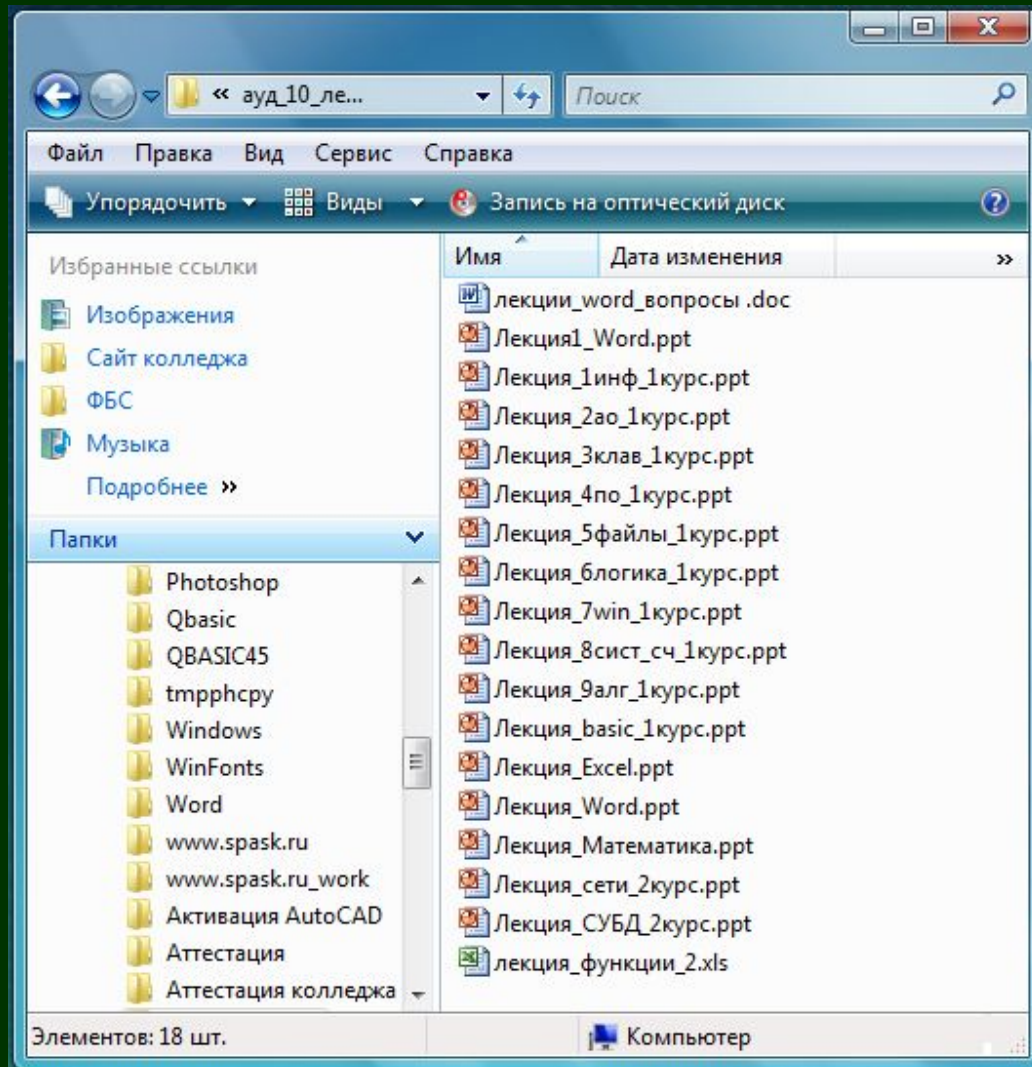 « ауд_10_ле...
Поиск
Файл Правка Вид Сервис Справка
Упорядочить Виды Запись на оптический диск
Избранные ссылки
Изображения
Сайт колледжа
ФБС
Музыка
Подробнее »
Папки
Photoshop
Qbasic
QBASIC45
tmpphcpy
Windows
WinFonts
Word
www.spask.ru
www.spask.ru_work
Активация AutoCAD
Аттестация
Аттестация колледжа
Имя Дата изменения »
лекции_word_вопросы .doc
Лекция1_Word.ppt
Лекция_1инф_1курс.ppt
Лекция_2ао_1курс.ppt
Лекция_3клав_1курс.ppt
Лекция_4по_1курс.ppt
Лекция_5файлы_1курс.ppt
Лекция_6логика_1курс.ppt
Лекция_7win_1курс.ppt
Лекция_8сист_сч_1курс.ppt
Лекция_9алг_1курс.ppt
Лекция_basic_1курс.ppt
Лекция_Excel.ppt
Лекция_Word.ppt
Лекция_Математика.ppt
Лекция_сети_2курс.ppt
Лекция_СУБД_2курс.ppt
лекция_функции_2.xls
Элементов: 18 шт. Компьютер